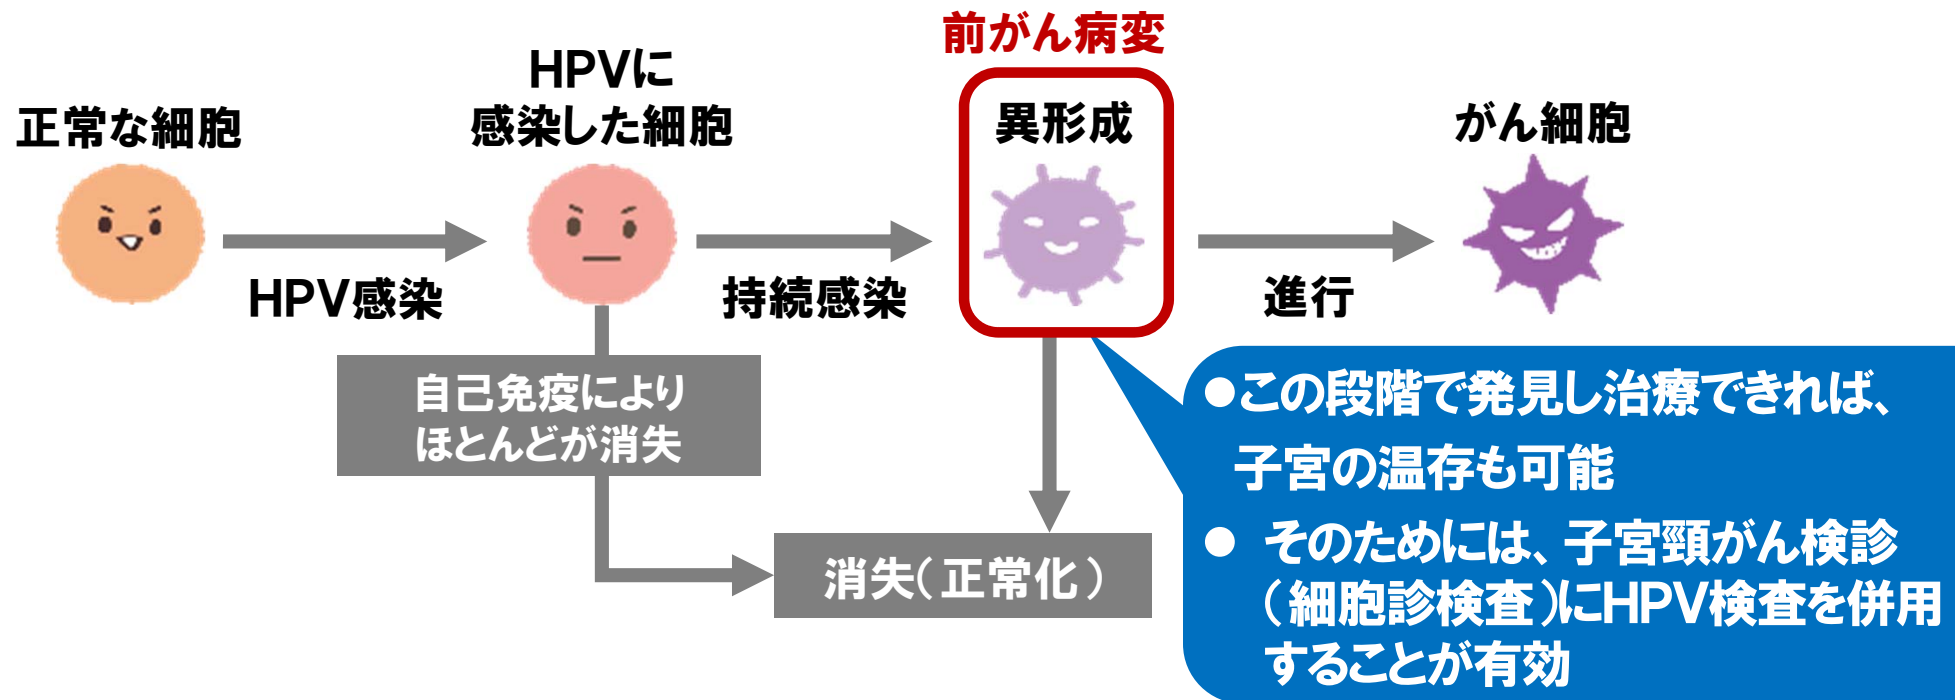 前がん病変
正常な細胞
HPVに
感染した細胞
異形成
がん細胞
HPV感染
持続感染
進行
自己免疫により
ほとんどが消失
消失（正常化）
●この段階で発見し治療できれば、
子宮の温存も可能
● そのためには、子宮頸がん検診
（細胞診検査）にHPV検査を併用
することが有効